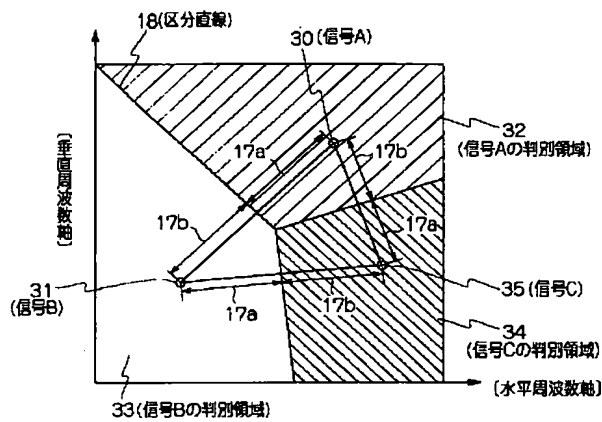 18(区分直線)
30(信号A)
[垂直周波数軸]
17a
17b
32
(信号Aの判別領域)
17b
17a
31
(信号B)
17a
17b
35(信号C)
34
(信号Cの判別領域)
33(信号Bの判別領域)
[水平周波数軸]